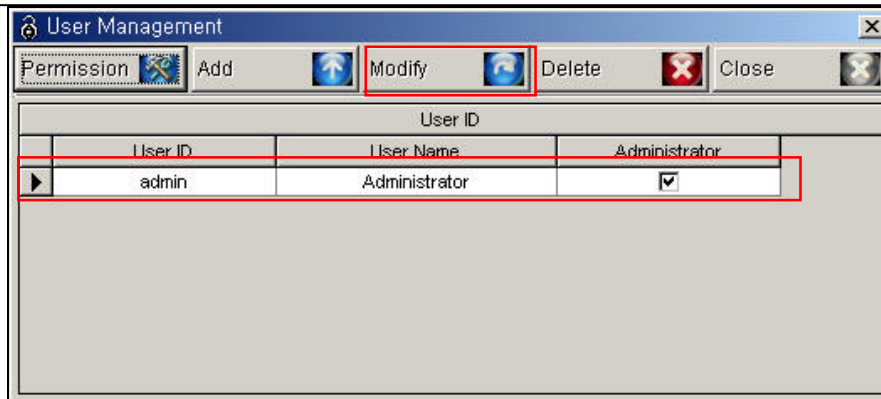 User Management
Permission Add Modify Delete Close
User ID
User ID User Name Administrator
admin Administrator